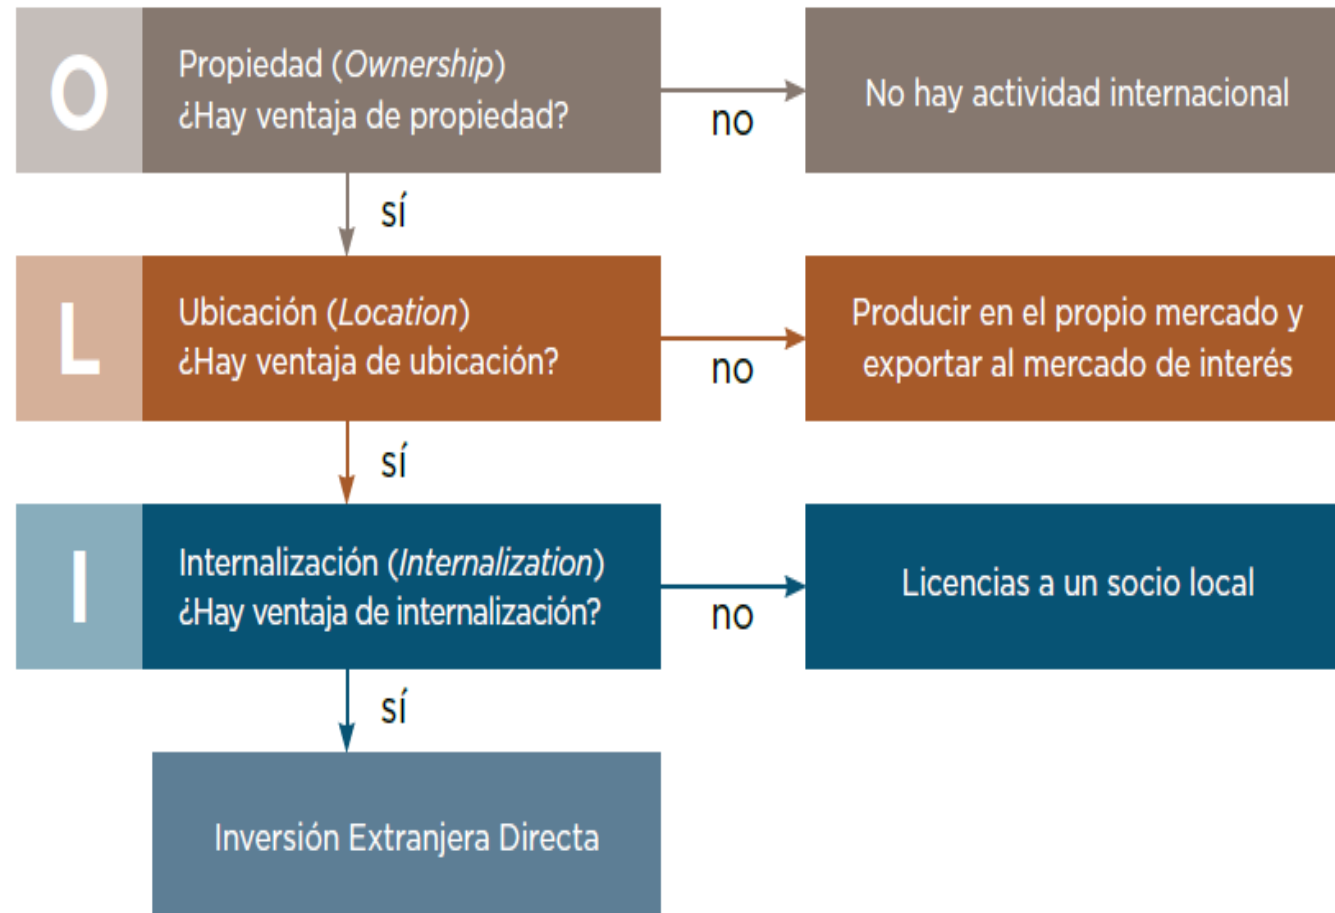 O
Propiedad (Ownership)
¿Hay ventaja de propiedad?
no
No hay actividad internacional
sí
L
Ubicación (Location)
¿Hay ventaja de ubicación?
no
Producir en el propio mercado y
exportar al mercado de interés
sí
I
Internalización (Internalization)
¿Hay ventaja de internalización?
no
Licencias a un socio local
sí
Inversión Extranjera Directa